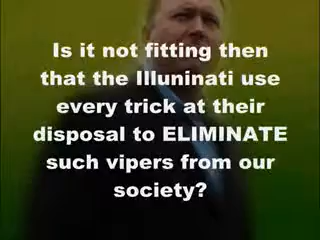 Is it not fitting then
that the Illuninati use
every trick at their
disposal to ELIMINATE
such vipers from our
society?